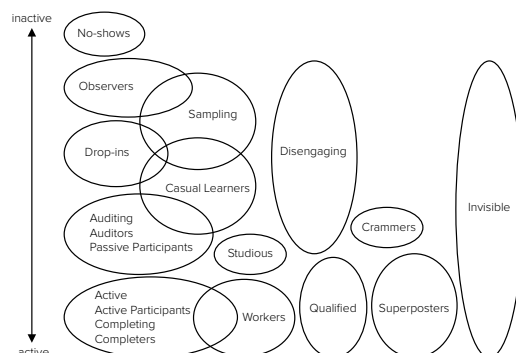 inactive
No-shows
Observers
Sampling
Drop-ins
Disengaging
Casual Learners
Invisible
Auditing
Auditors
Passive Participants
Crammers
Studious
Active
Active Participants
Completing
Completers
Workers
Qualified
Superposters
active